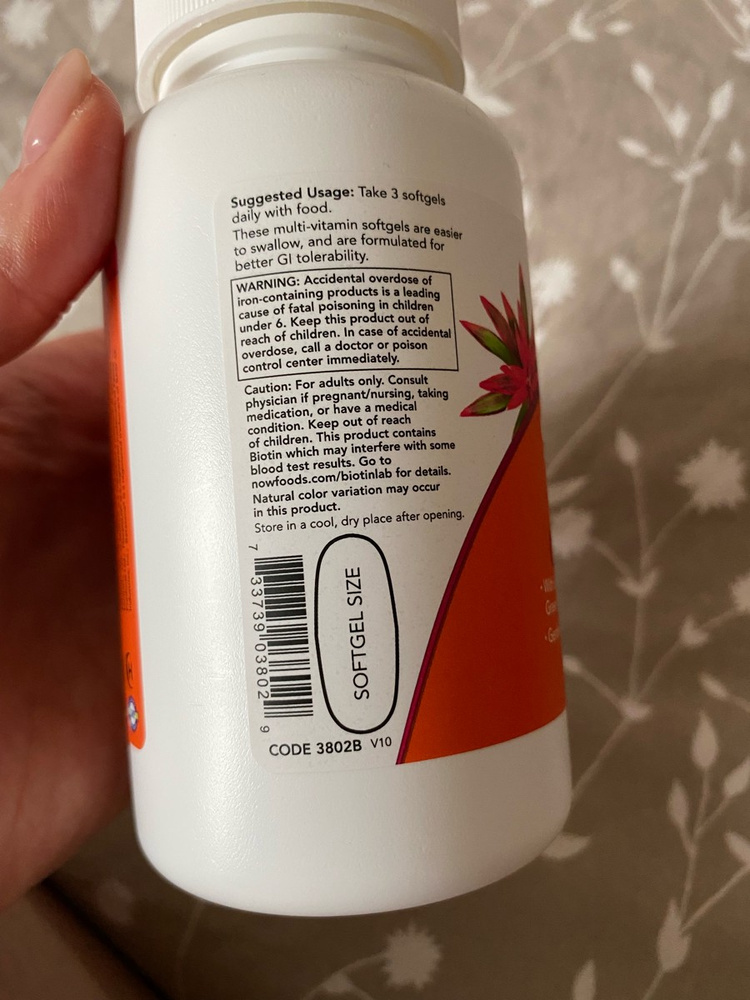 Suggested Usage: Take 3 softgels
daily with food.
These multi-vitamin softgels are easier
to swallow, and are formulated for
better GI tolerability.
WARNING: Accidental overdose of
iron-containing products is a leading
cause of fatal poisoning in children
under 6. Keep this product out of
reach of children. In case of accidental
overdose, call a doctor or poison
control center immediately.
Caution: For adults only. Consult
physician if pregnant/nursing, taking
medication, or have a medical
condition. Keep out of reach
of children. This product contains
Biotin which may interfere with some
blood test results. Go to
nowfoods.com/biotinlab for details.
Natural color variation may occur
in this product.
Store in a cool, dry place after opening.
7 33739 03802 9
SOFTGEL SIZE
CODE 3802B V10